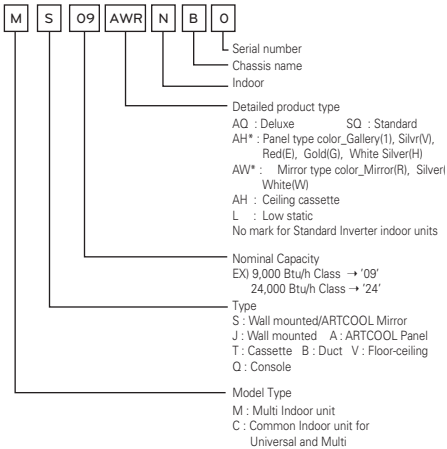 M S 09 AWR N B 0
Serial number
Chassis name
Indoor
Detailed product type
AQ : Deluxe SQ : Standard
AH* : Panel type color_Gallery(1), Silvr(V),
Red(E), Gold(G), White Silver(H)
AW* : Mirror type color_Mirror(R), Silver(
White(W)
AH : Ceiling cassette
L : Low static
No mark for Standard Inverter indoor units
Nominal Capacity
EX) 9,000 Btu/h Class → '09'
24,000 Btu/h Class → '24'
Type
S : Wall mounted/ARTCOOL Mirror
J : Wall mounted A : ARTCOOL Panel
T : Cassette B : Duct V : Floor-ceiling
Q : Console
Model Type
M : Multi Indoor unit
C : Common Indoor unit for
Universal and Multi